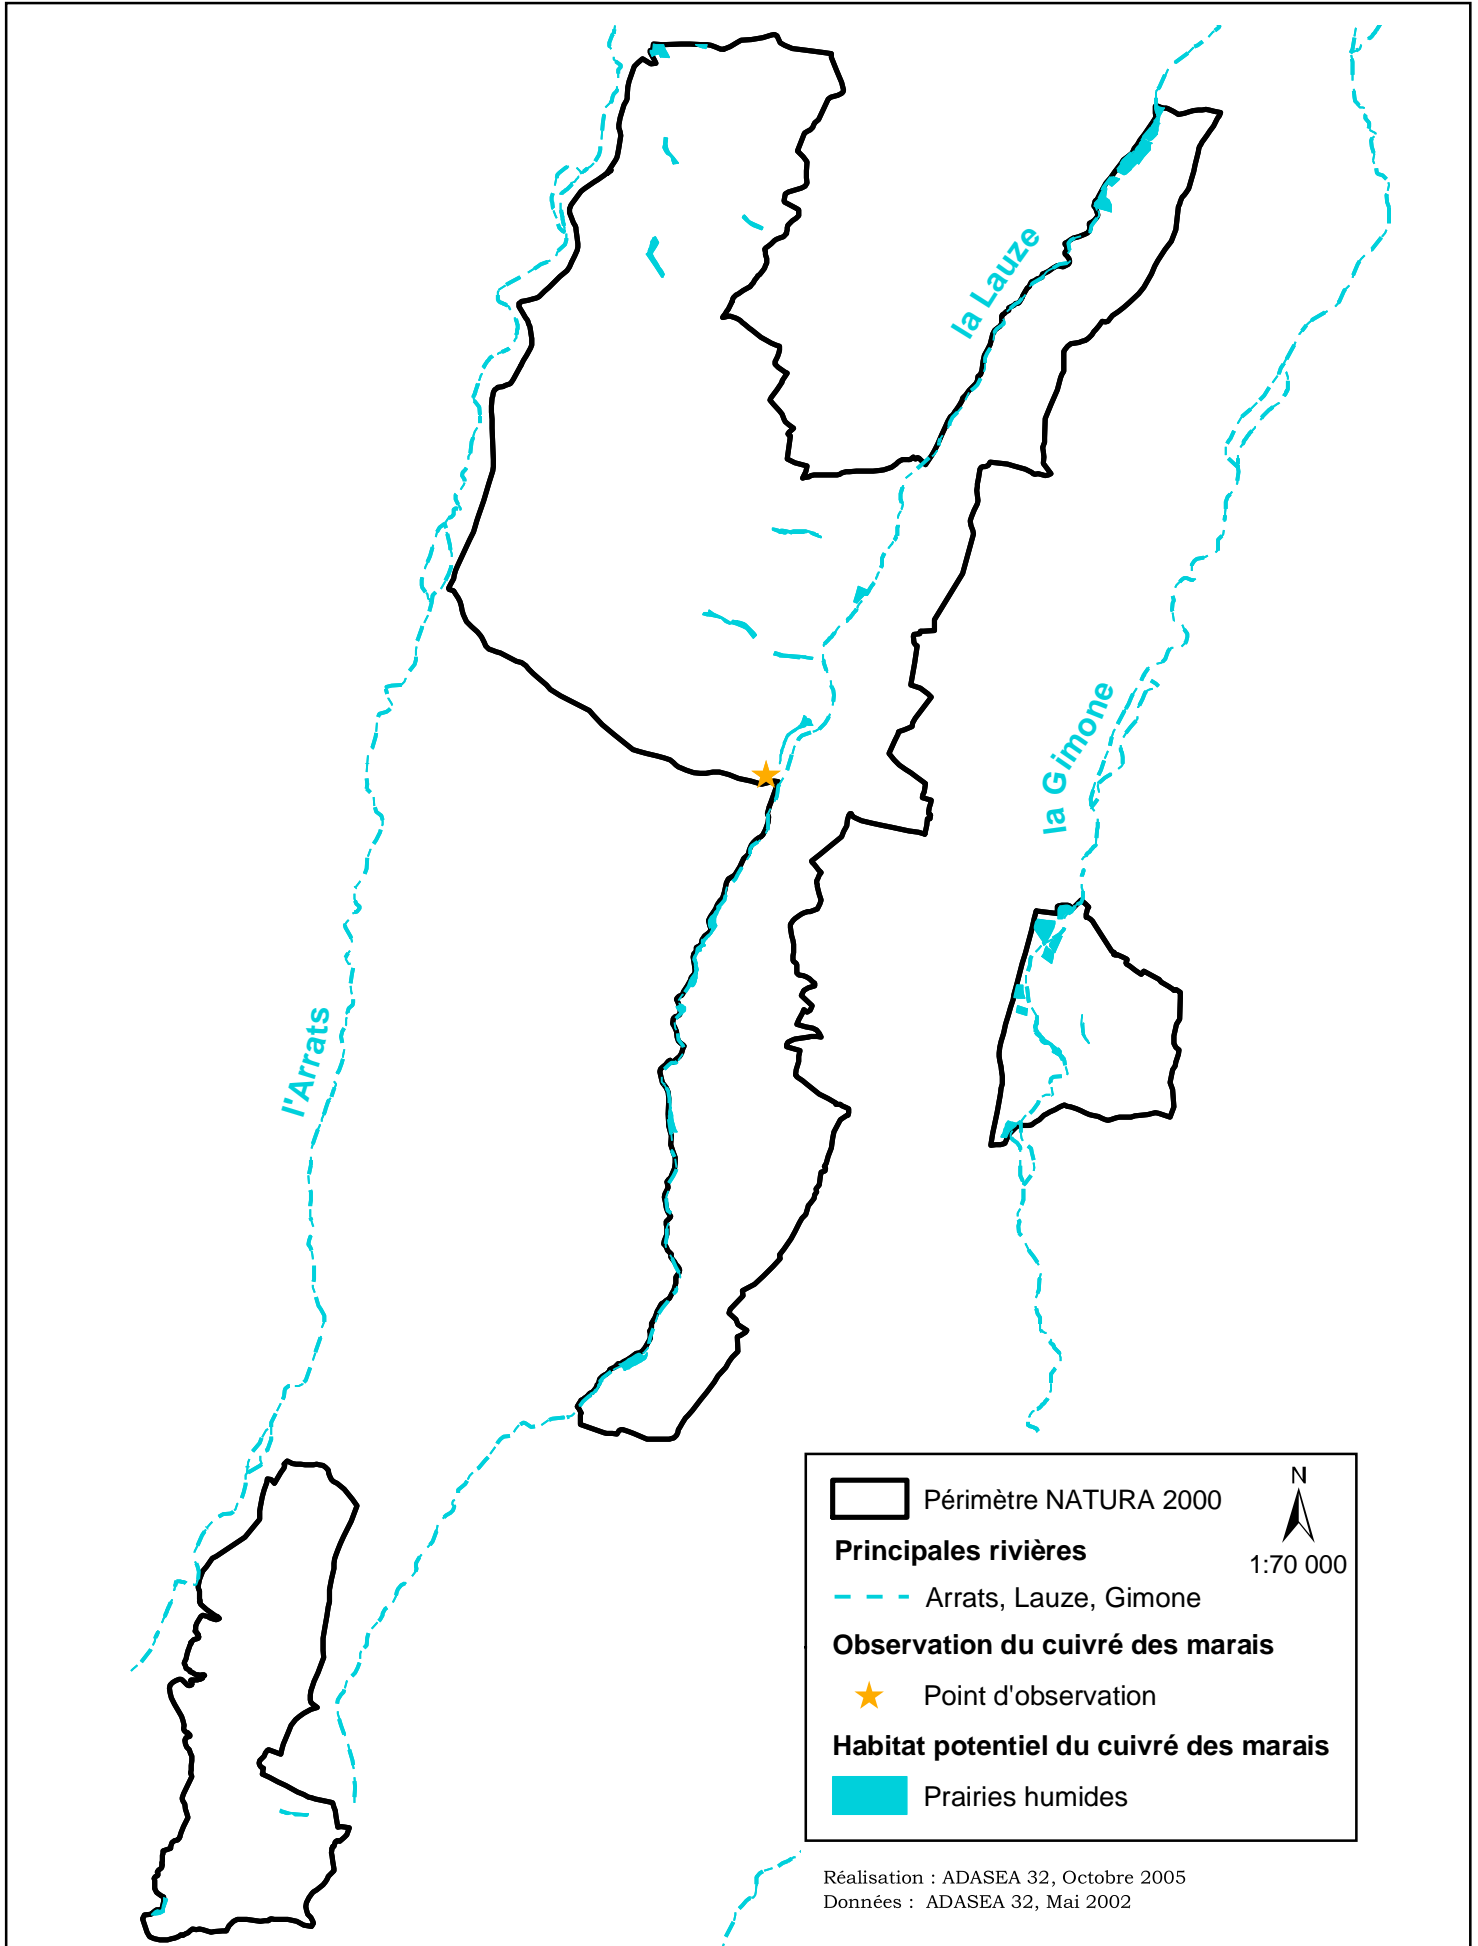 la Lauze
la Gimone
l'Arrats
Périmètre NATURA 2000
N
1:70 000
Principales rivières
Arrats, Lauze, Gimone
Observation du cuivré des marais
Point d'observation
Habitat potentiel du cuivré des marais
Prairies humides
Réalisation : ADASEA 32, Octobre 2005
Données : ADASEA 32, Mai 2002